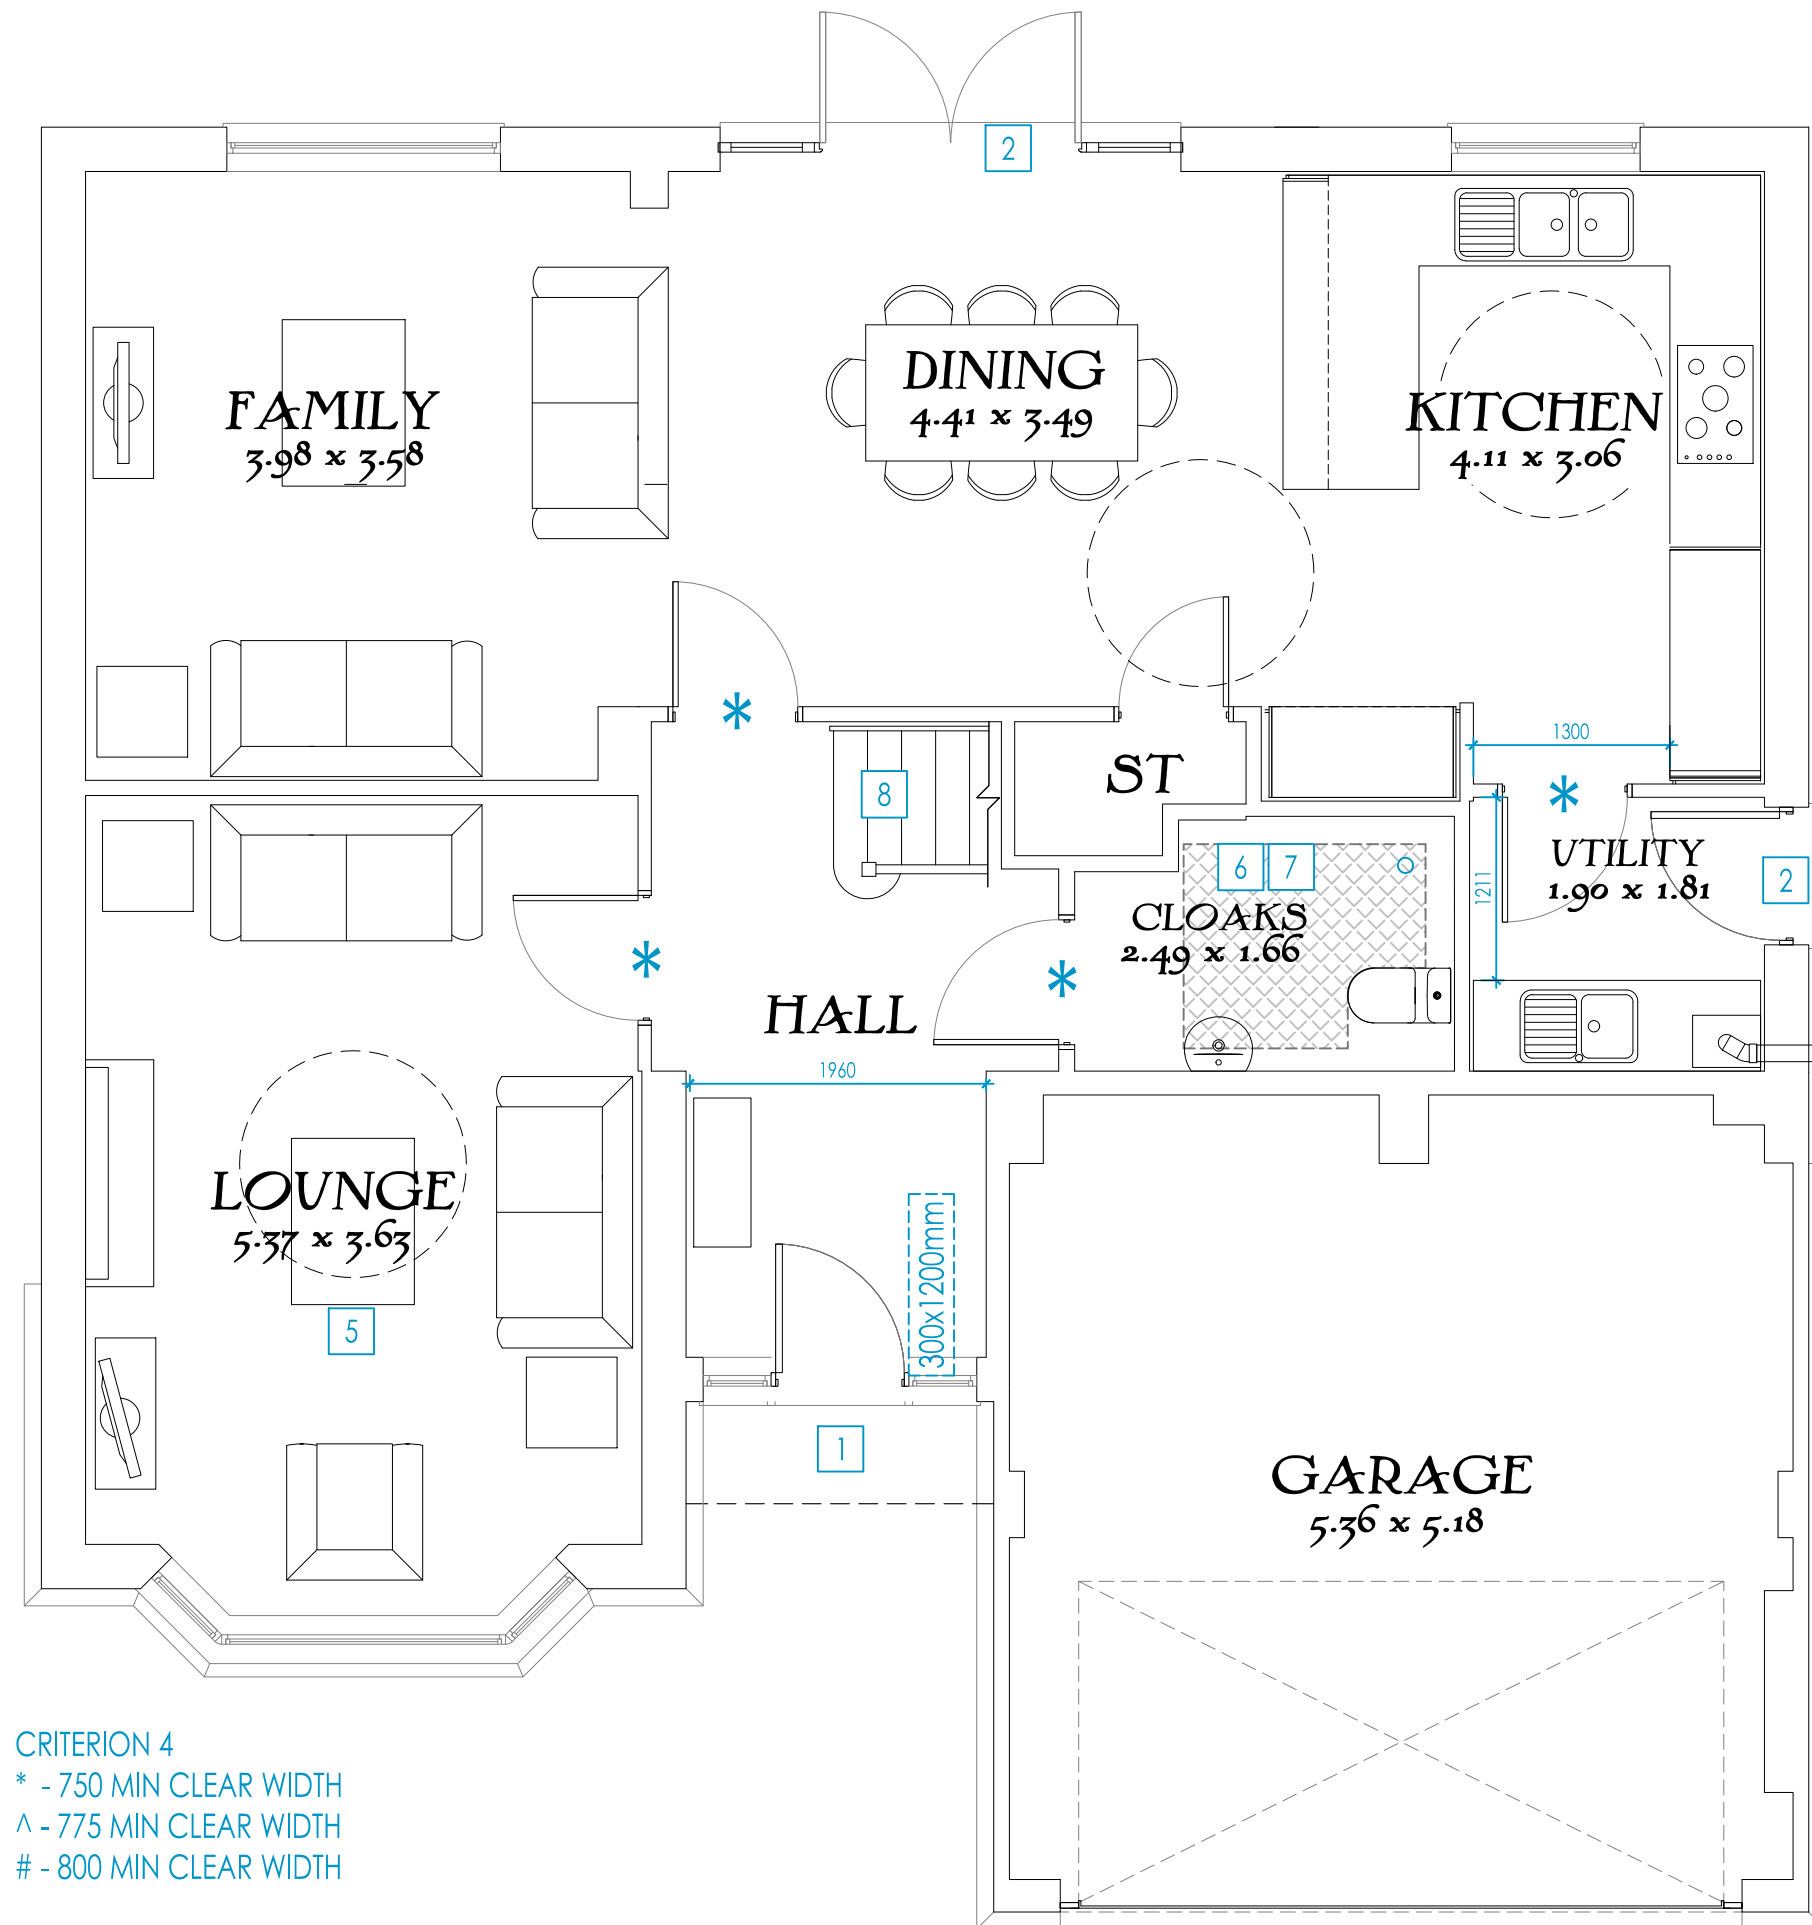 2
FAMILY
3.98 x 3.58
DINING
4.41 x 3.49
KITCHEN
4.11 x 3.06
*
1300
ST
8
*
6 7
UTILITY
1.90 x 1.81
2
1211
CLOAKS
2.49 x 1.66
*
*
HALL
1960
LOUNGE
5.37 x 3.63
300x1200mm
5
1
GARAGE
5.36 x 5.18
CRITERION 4
* - 750 MIN CLEAR WIDTH
^ - 775 MIN CLEAR WIDTH
# - 800 MIN CLEAR WIDTH